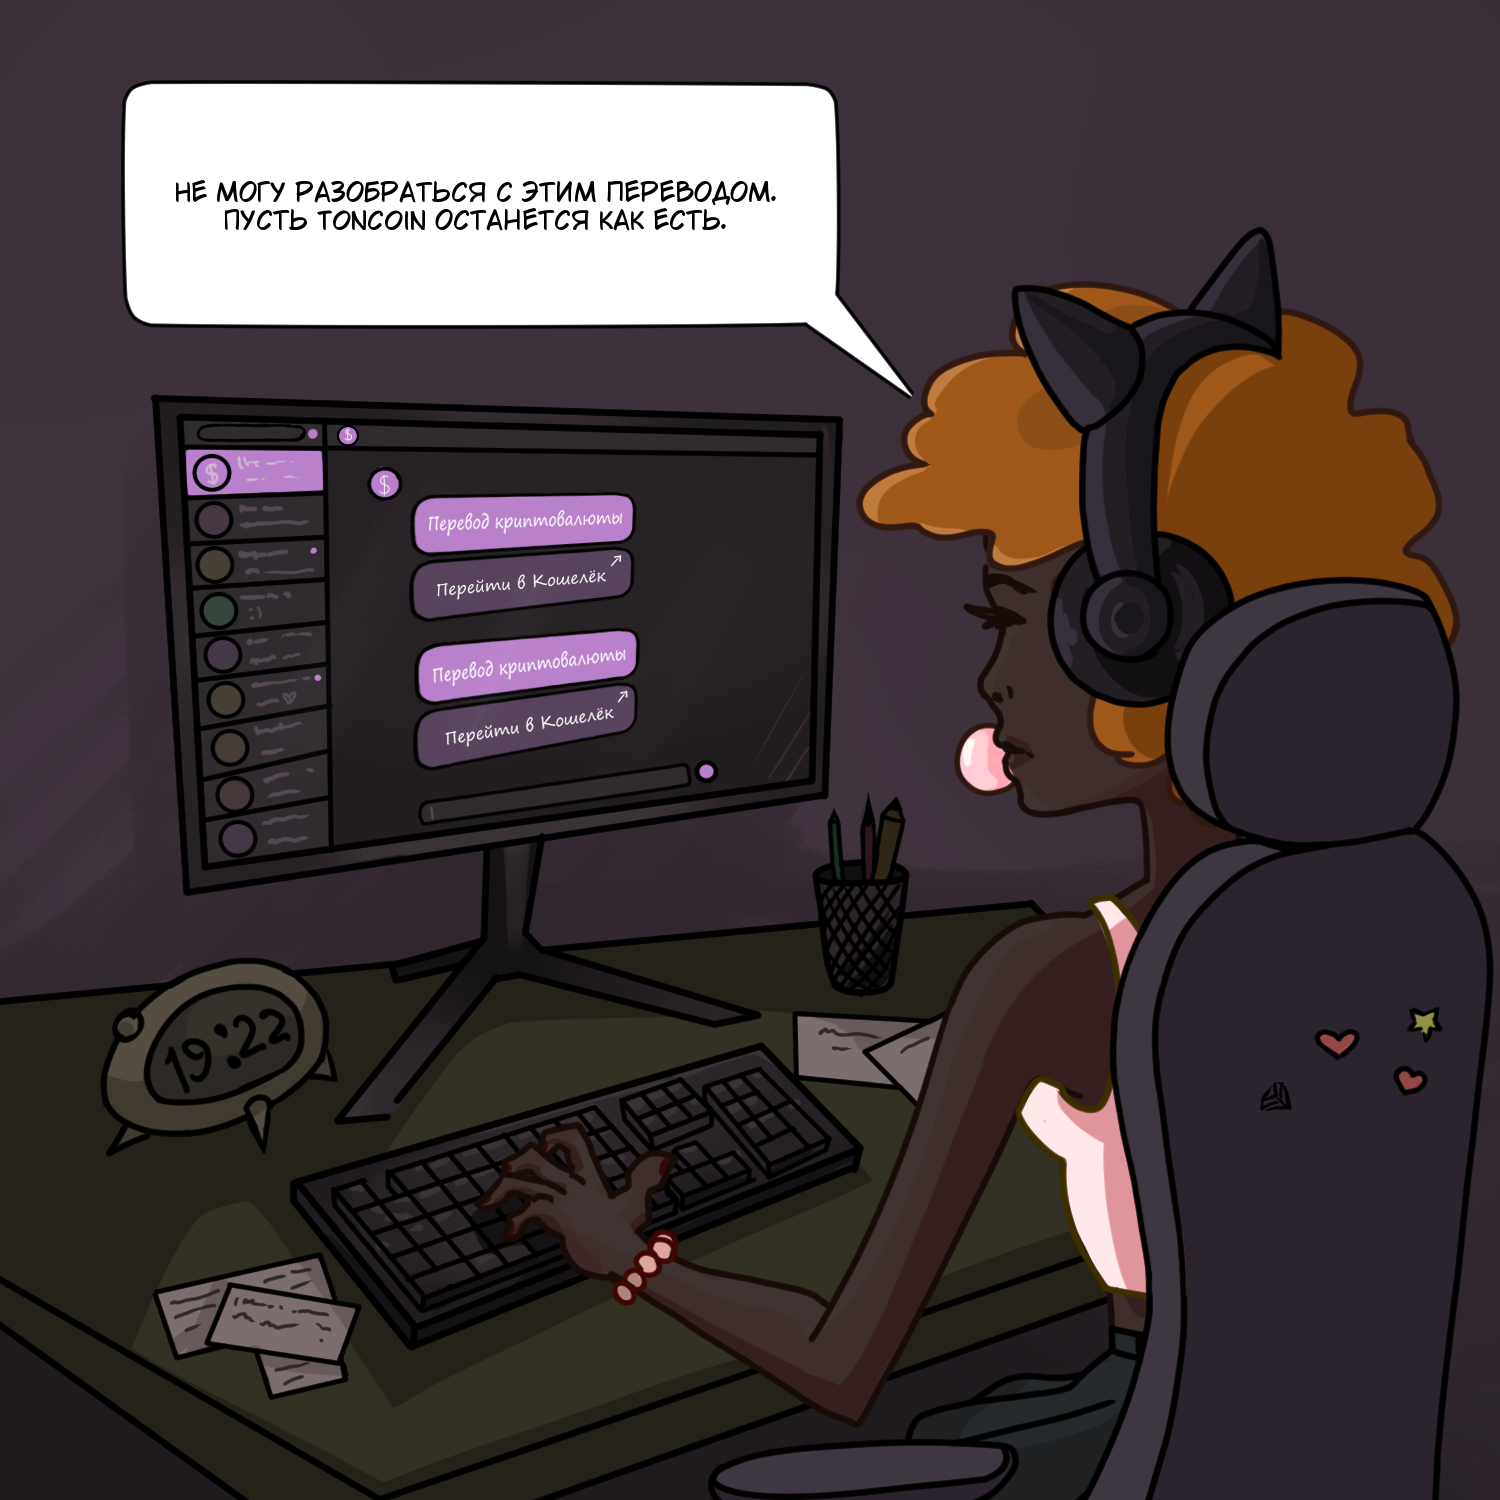 НЕ МОГУ РАЗОБРАТЬСЯ С ЭТИМ ПЕРЕВОДОМ.
ПУСТЬ TONCOIN ОСТАНЕТСЯ КАК ЕСТЬ.
$
$
$
Перевод криптовалюты
Перейти в Кошелёк
:)
Перевод криптовалюты
Перейти в Кошелёк
19:22